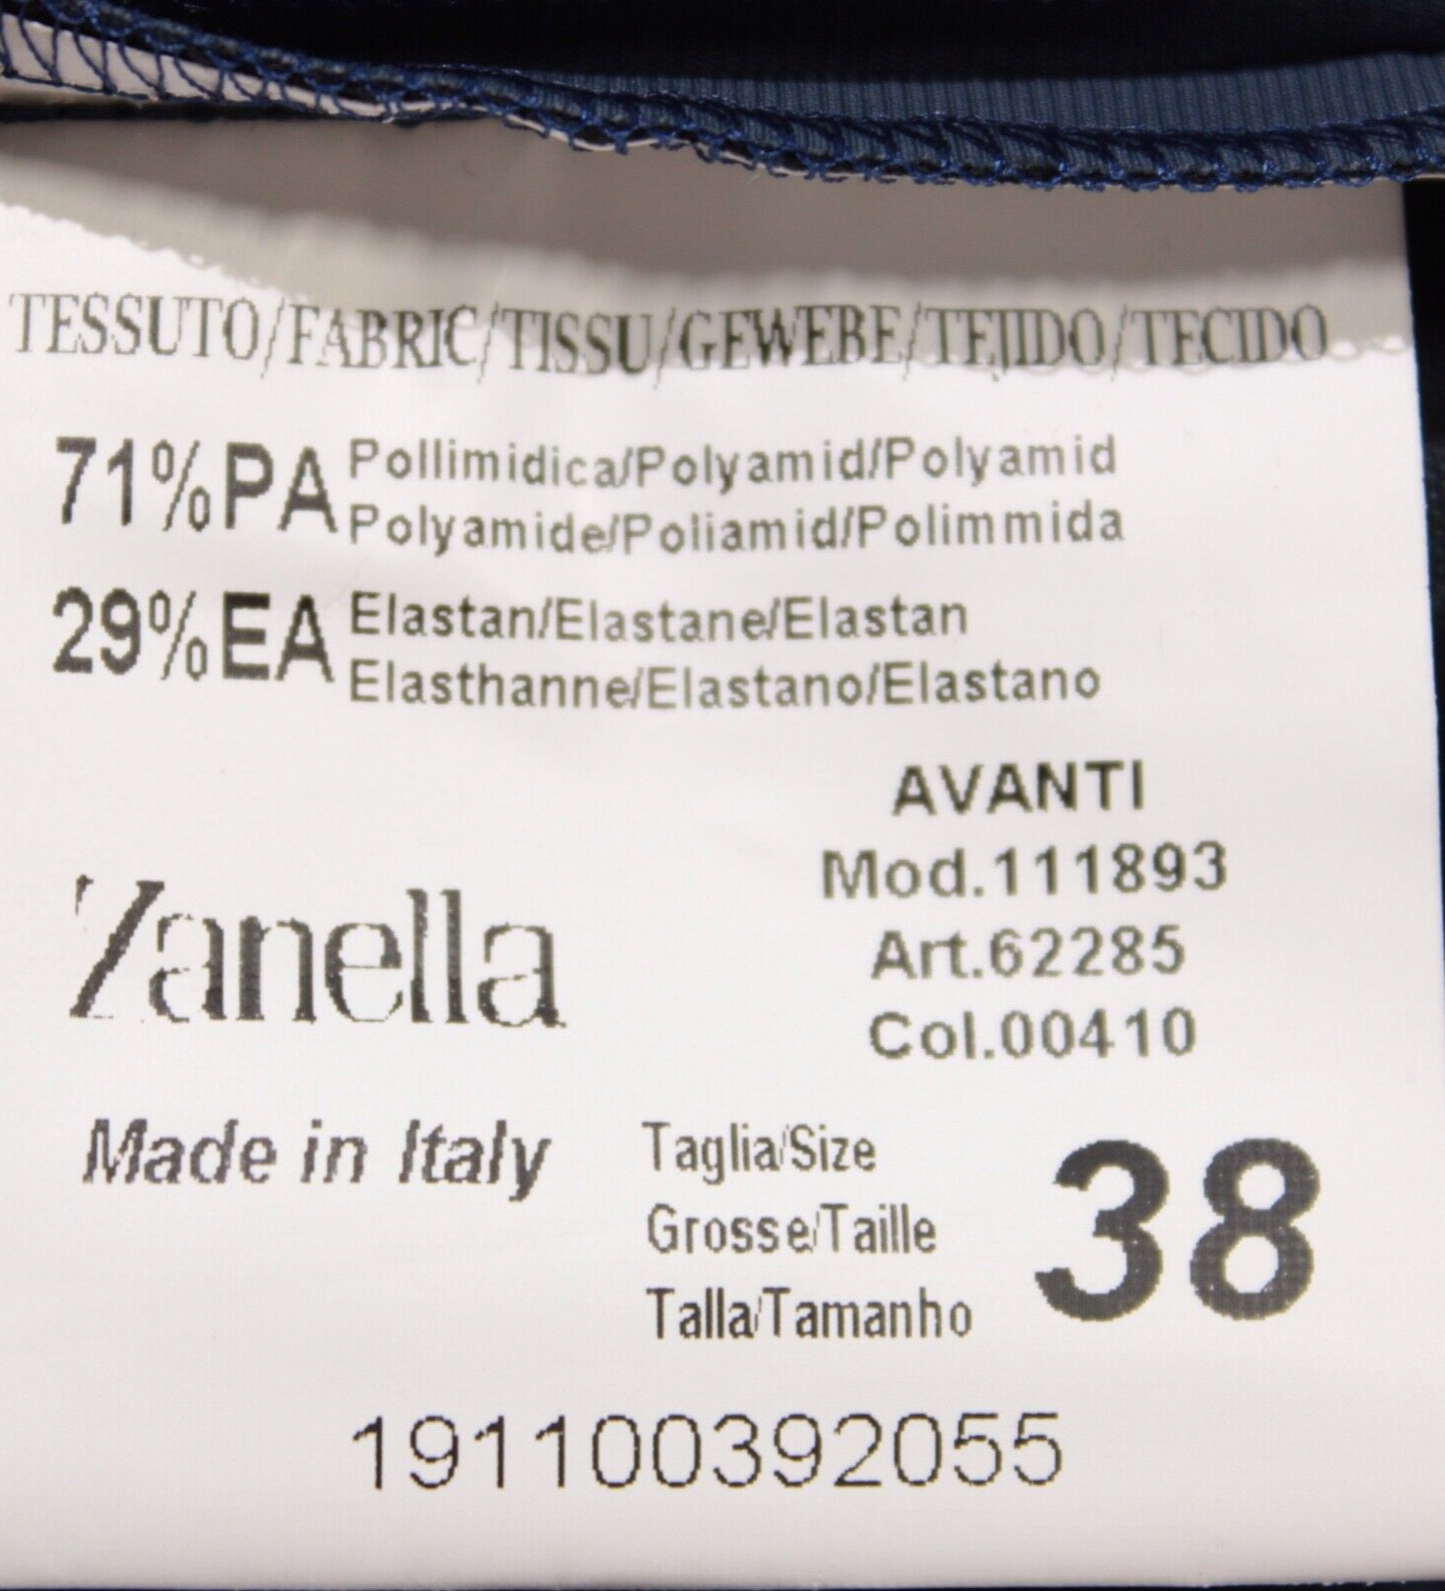 TESSUTO/FABRIC/TISSU/GEWEBE/TEJIDO/TECIDO
71%PA Pollimidica/Polyamid/Polyamid
Polyamide/Poliamid/Polimmida
29%EA Elastan/Elastane/Elastan
Elasthanne/Elastano/Elastano
AVANTI
Mod.111893
Art.62285
Col.00410
Zanella
Made in Italy
Taglia/Size
Grosse/Taille
Talla/Tamanho
38
191100392055